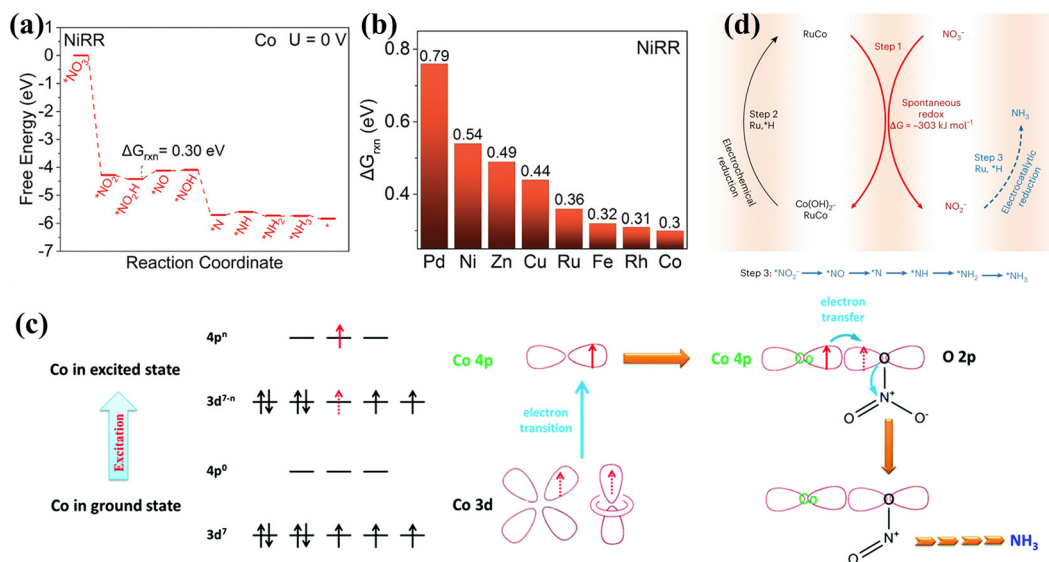 (a)
NiRR
Co U = 0 V
Free Energy (eV)
0
-1
-2
-3
-4
-5
-6
-7
*NO₃
*NO₂
*NO₂H
ΔGrxn = 0.30 eV
*NO
*NOH
*N
*NH
*NH₂
*NH₃
*
Reaction Coordinate
(b)
NiRR
ΔGrxn (eV)
0.8
0.6
0.4
0.79
0.54
0.49
0.44
0.36
0.32
0.31
0.3
Pd Ni Zn Cu Ru Fe Rh Co
(d)
RuCo
Step 1
NO₃⁻
Step 2
Ru,*H
Electrochemical
reduction
Spontaneous
redox
ΔG = −303 kJ mol⁻¹
NH₃
Step 3
Ru, *H
Electrocatalytic
reduction
Co(OH)₂-
RuCo
NO₂⁻
Step 3: *NO₂⁻ *NO *N *NH *NH₂ *NH₃
(c)
4pⁿ
Co in excited state
3d⁷⁻ⁿ
Excitation
4p⁰
Co in ground state
3d⁷
Co 4p
electron
transition
Co 3d
electron
transfer
Co 4p
Co
O
O 2p
N⁺
O
O⁻
Co
O
N⁺
O
NH₃